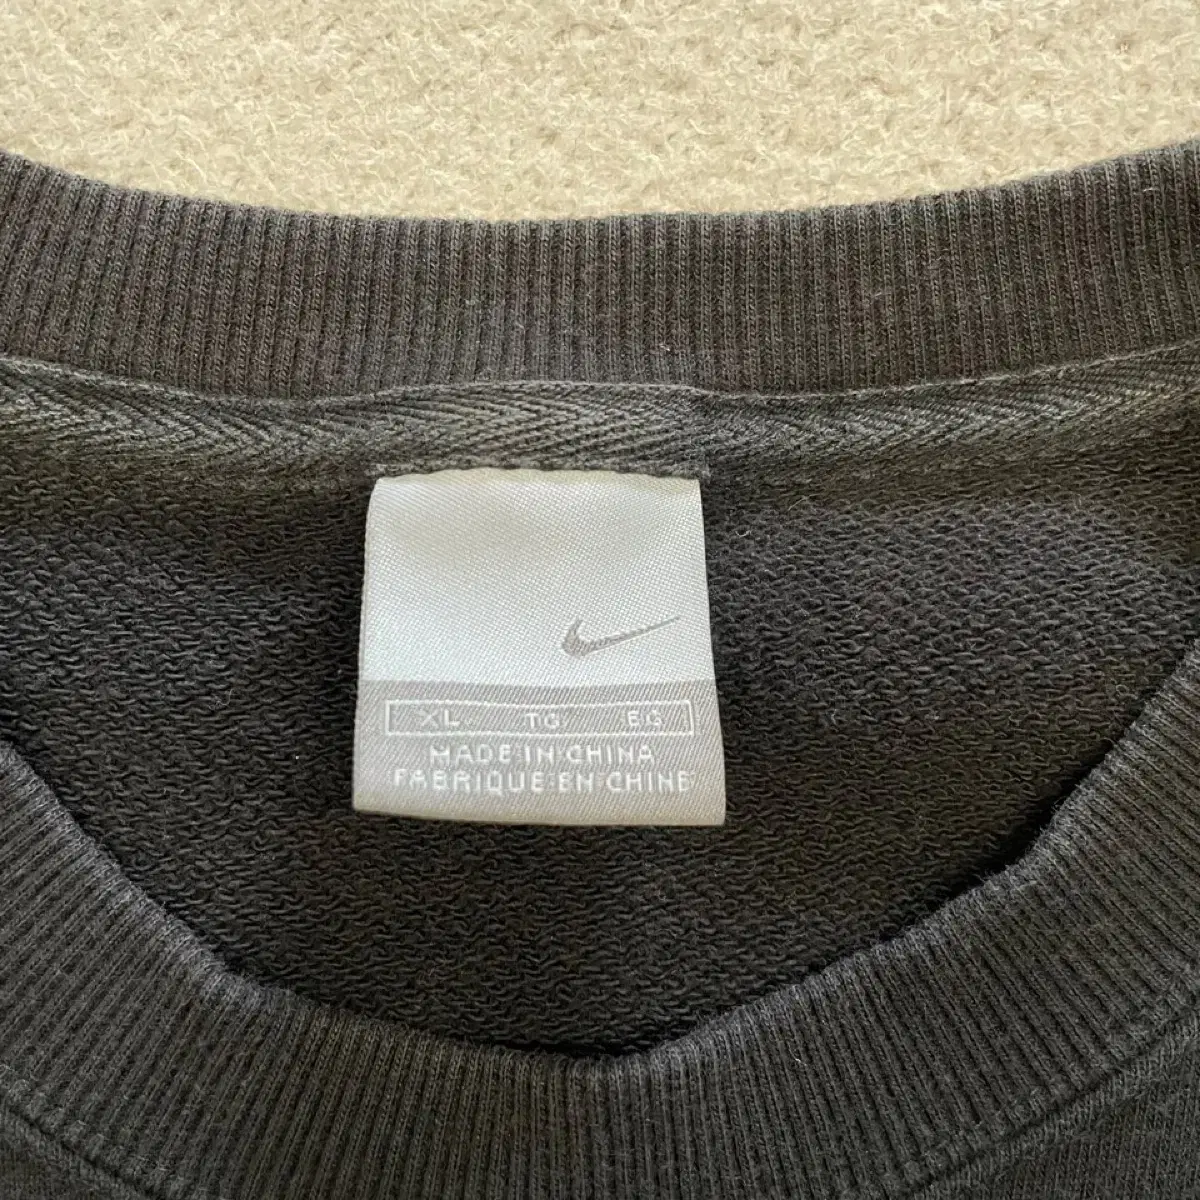 XL TG EG
MADE IN CHINA
FABRIQUE EN CHINE